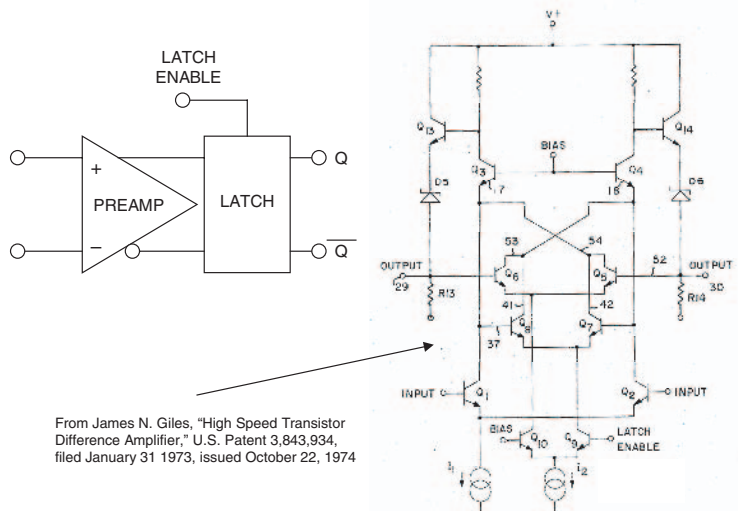 LATCH
ENABLE
+
PREAMP
−
LATCH
Q
Q
From James N. Giles, “High Speed Transistor
Difference Amplifier,” U.S. Patent 3,843,934,
filed January 31 1973, issued October 22, 1974
V+
Q13
Q14
BIAS
Q3
Q4
17
18
D5
D6
53
54
52
OUTPUT
29
Q6
Q5
OUTPUT
30
R13
R14
41
42
Q8
Q7
37
INPUT
Q1
Q2
INPUT
BIAS
Q10
Q9
LATCH
ENABLE
I1
i2